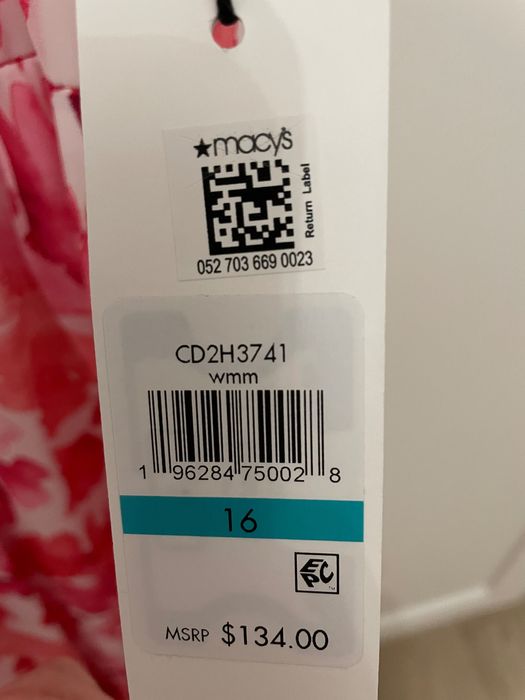 ★macy's
Return Label
052 703 669 0023
CD2H3741
wmm
1 96284 75002 8
16
EPC
MSRP $134.00